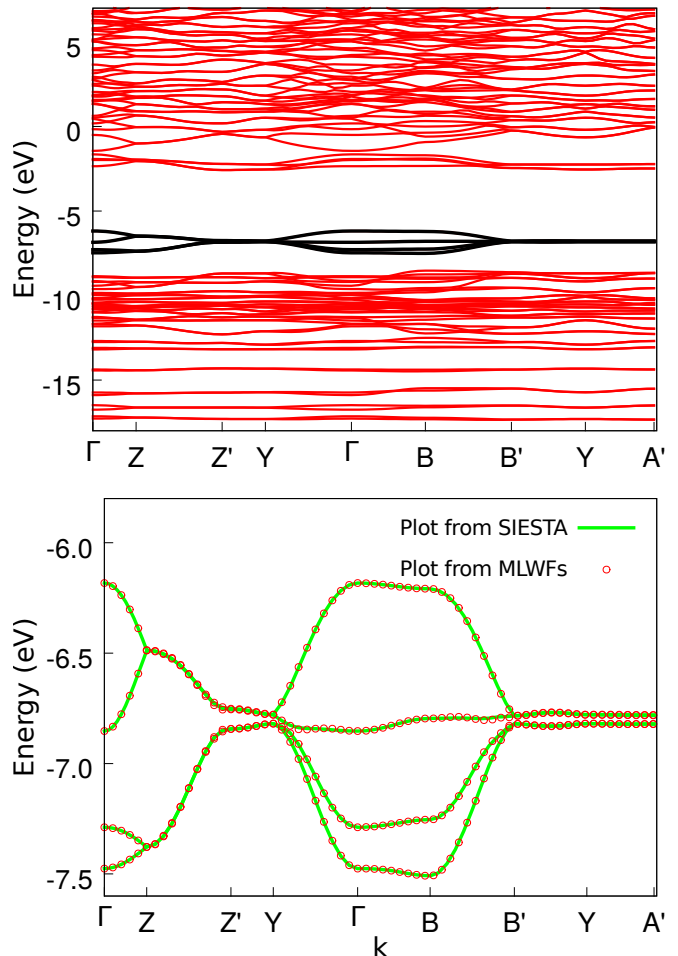 5
0
-5
-10
-15
Energy (eV)
Γ Z Z' Y Γ B B' Y A'
Plot from SIESTA
Plot from MLWFs
-6.0
-6.5
-7.0
-7.5
Energy (eV)
Γ Z Z' Y Γ B B' Y A'
k